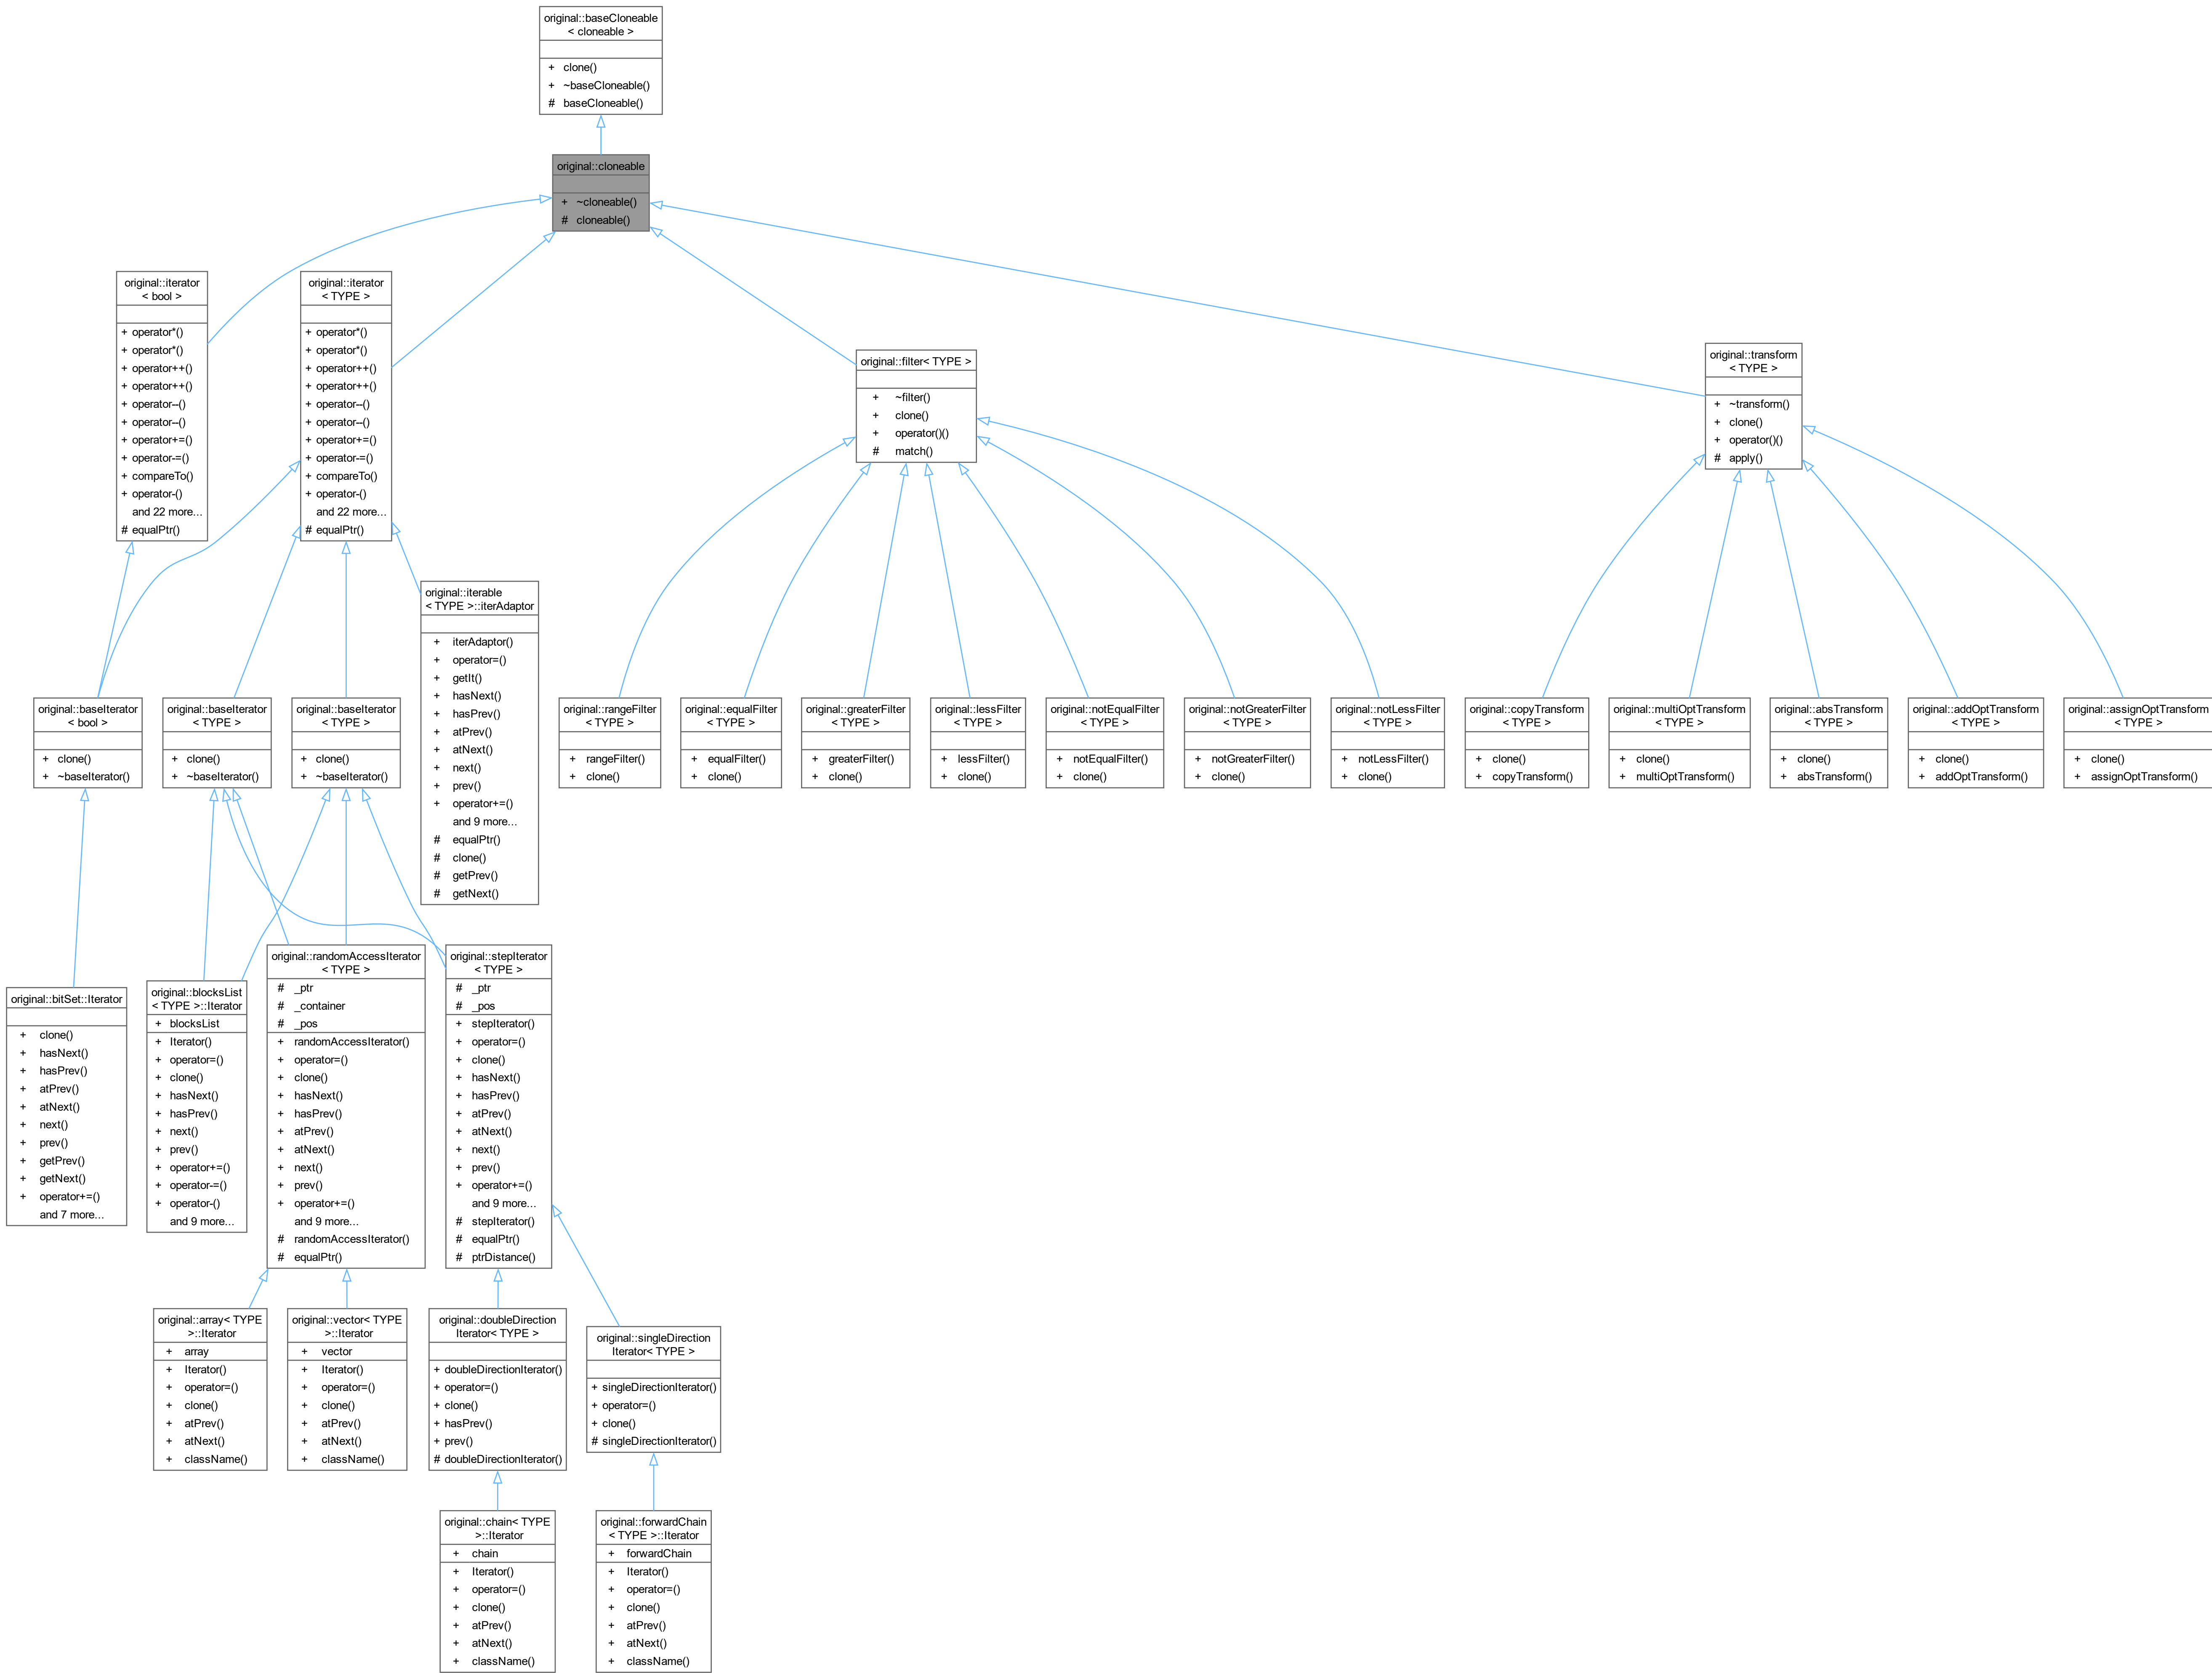 original::baseCloneable
< cloneable >
+ clone()
+ ~baseCloneable()
# baseCloneable()
original::cloneable
+ ~cloneable()
# cloneable()
original::iterator
< bool >
+ operator*()
+ operator*()
+ operator++()
+ operator++()
+ operator--()
+ operator--()
+ operator+=()
+ operator-=()
+ compareTo()
+ operator-()
and 22 more...
# equalPtr()
original::iterator
< TYPE >
+ operator*()
+ operator*()
+ operator++()
+ operator++()
+ operator--()
+ operator--()
+ operator+=()
+ operator-=()
+ compareTo()
+ operator-()
and 22 more...
# equalPtr()
original::filter< TYPE >
+ ~filter()
+ clone()
+ operator()()
# match()
original::transform
< TYPE >
+ ~transform()
+ clone()
+ operator()()
# apply()
original::iterable
< TYPE >::iterAdaptor
+ iterAdaptor()
+ operator=()
+ getIt()
+ hasNext()
+ hasPrev()
+ atPrev()
+ atNext()
+ next()
+ prev()
+ operator+=()
and 9 more...
# equalPtr()
# clone()
# getPrev()
# getNext()
original::baseIterator
< bool >
+ clone()
+ ~baseIterator()
original::baseIterator
< TYPE >
+ clone()
+ ~baseIterator()
original::baseIterator
< TYPE >
+ clone()
+ ~baseIterator()
original::rangeFilter
< TYPE >
+ rangeFilter()
+ clone()
original::equalFilter
< TYPE >
+ equalFilter()
+ clone()
original::greaterFilter
< TYPE >
+ greaterFilter()
+ clone()
original::lessFilter
< TYPE >
+ lessFilter()
+ clone()
original::notEqualFilter
< TYPE >
+ notEqualFilter()
+ clone()
original::notGreaterFilter
< TYPE >
+ notGreaterFilter()
+ clone()
original::notLessFilter
< TYPE >
+ notLessFilter()
+ clone()
original::copyTransform
< TYPE >
+ clone()
+ copyTransform()
original::multiOptTransform
< TYPE >
+ clone()
+ multiOptTransform()
original::absTransform
< TYPE >
+ clone()
+ absTransform()
original::addOptTransform
< TYPE >
+ clone()
+ addOptTransform()
original::assignOptTransform
< TYPE >
+ clone()
+ assignOptTransform()
original::bitSet::Iterator
+ clone()
+ hasNext()
+ hasPrev()
+ atPrev()
+ atNext()
+ next()
+ prev()
+ getPrev()
+ getNext()
+ operator+=()
and 7 more...
original::blocksList
< TYPE >::Iterator
+ blocksList
+ Iterator()
+ operator=()
+ clone()
+ hasNext()
+ hasPrev()
+ next()
+ prev()
+ operator+=()
+ operator-=()
+ operator-()
and 9 more...
original::randomAccessIterator
< TYPE >
# _ptr
# _container
# _pos
+ randomAccessIterator()
+ operator=()
+ clone()
+ hasNext()
+ hasPrev()
+ atPrev()
+ atNext()
+ next()
+ prev()
+ operator+=()
and 9 more...
# randomAccessIterator()
# equalPtr()
original::stepIterator
< TYPE >
# _ptr
# _pos
+ stepIterator()
+ operator=()
+ clone()
+ hasNext()
+ hasPrev()
+ atPrev()
+ atNext()
+ next()
+ prev()
+ operator+=()
and 9 more...
# stepIterator()
# equalPtr()
# ptrDistance()
original::array< TYPE
>::Iterator
+ array
+ Iterator()
+ operator=()
+ clone()
+ atPrev()
+ atNext()
+ className()
original::vector< TYPE
>::Iterator
+ vector
+ Iterator()
+ operator=()
+ clone()
+ atPrev()
+ atNext()
+ className()
original::doubleDirection
Iterator< TYPE >
+ doubleDirectionIterator()
+ operator=()
+ clone()
+ hasPrev()
+ prev()
# doubleDirectionIterator()
original::singleDirection
Iterator< TYPE >
+ singleDirectionIterator()
+ operator=()
+ clone()
# singleDirectionIterator()
original::chain< TYPE
>::Iterator
+ chain
+ Iterator()
+ operator=()
+ clone()
+ atPrev()
+ atNext()
+ className()
original::forwardChain
< TYPE >::Iterator
+ forwardChain
+ Iterator()
+ operator=()
+ clone()
+ atPrev()
+ atNext()
+ className()